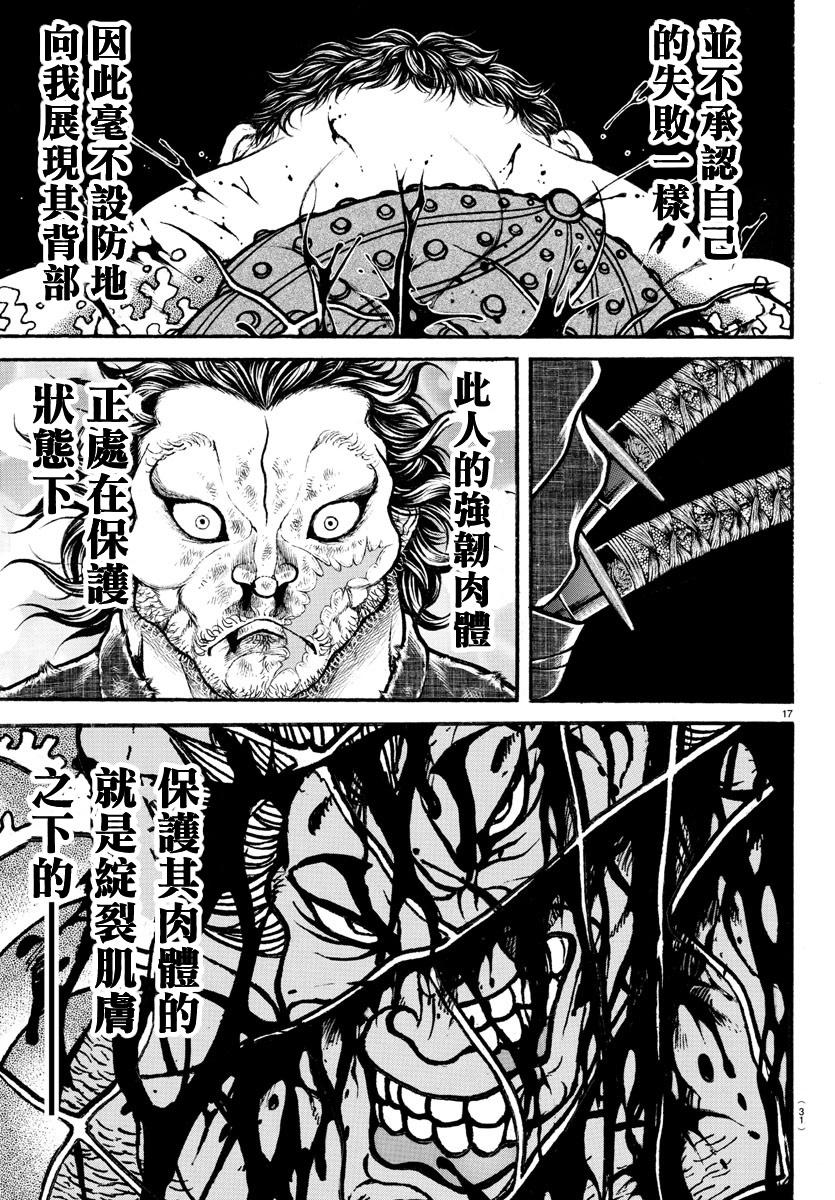 並不承認自己
的失敗一樣
因此毫不設防地
向我展現其背部
此人的強韌肉體
正處在保護
狀態下
17
保護其肉體的
就是綻裂肌膚
之下的——
(31)